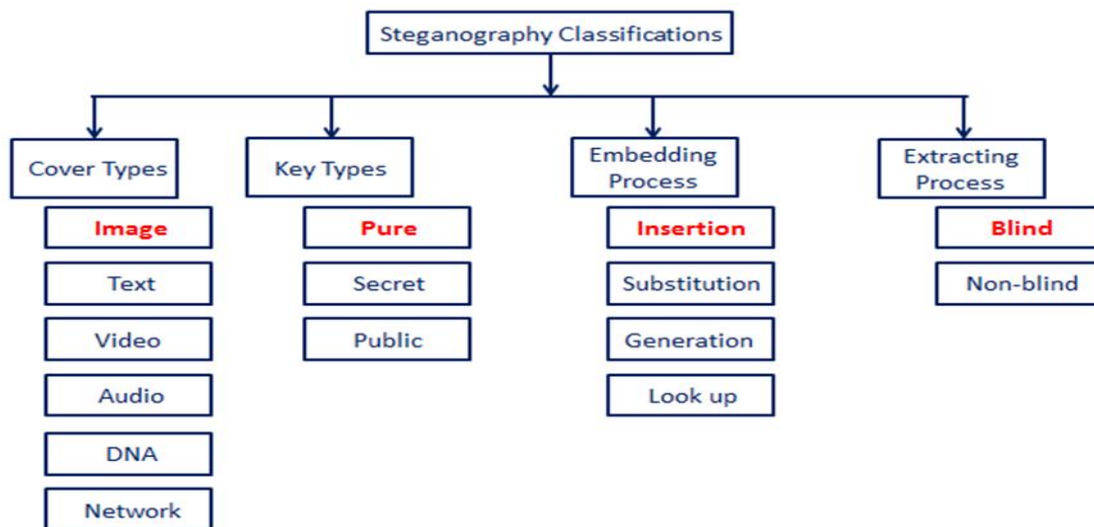 Steganography Classifications
Cover Types
Key Types
Embedding
Process
Extracting
Process
Image
Pure
Insertion
Blind
Text
Secret
Substitution
Non-blind
Video
Public
Generation
Audio
Look up
DNA
Network